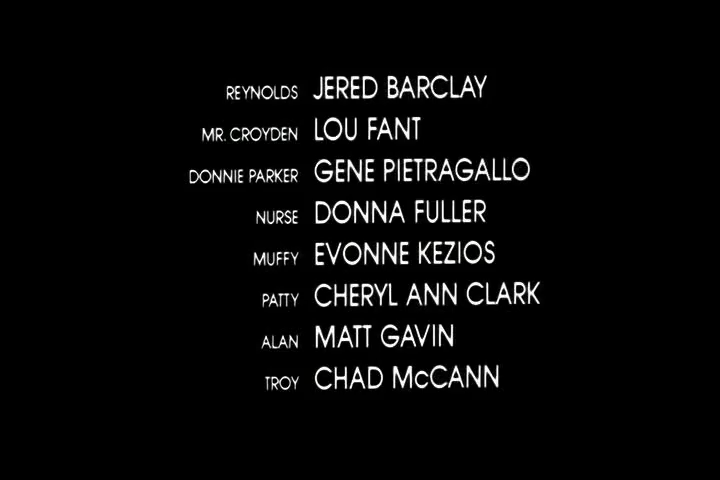 REYNOLDS JERED BARCLAY
MR. CROYDEN LOU FANT
DONNIE PARKER GENE PIETRAGALLO
NURSE DONNA FULLER
MUFFY EVONNE KEZIOS
PATTY CHERYL ANN CLARK
ALAN MATT GAVIN
TROY CHAD McCANN